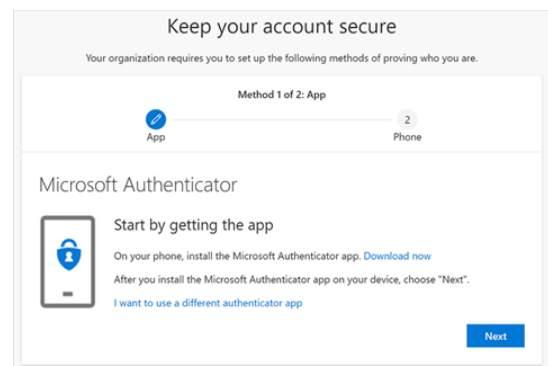 Keep your account secure
Your organization requires you to set up the following methods of proving who you are.
Method 1 of 2: App
2
App
Phone
Microsoft Authenticator
Start by getting the app
On your phone, install the Microsoft Authenticator app. Download now
After you install the Microsoft Authenticator app on your device, choose "Next".
I want to use a different authenticator app
Next